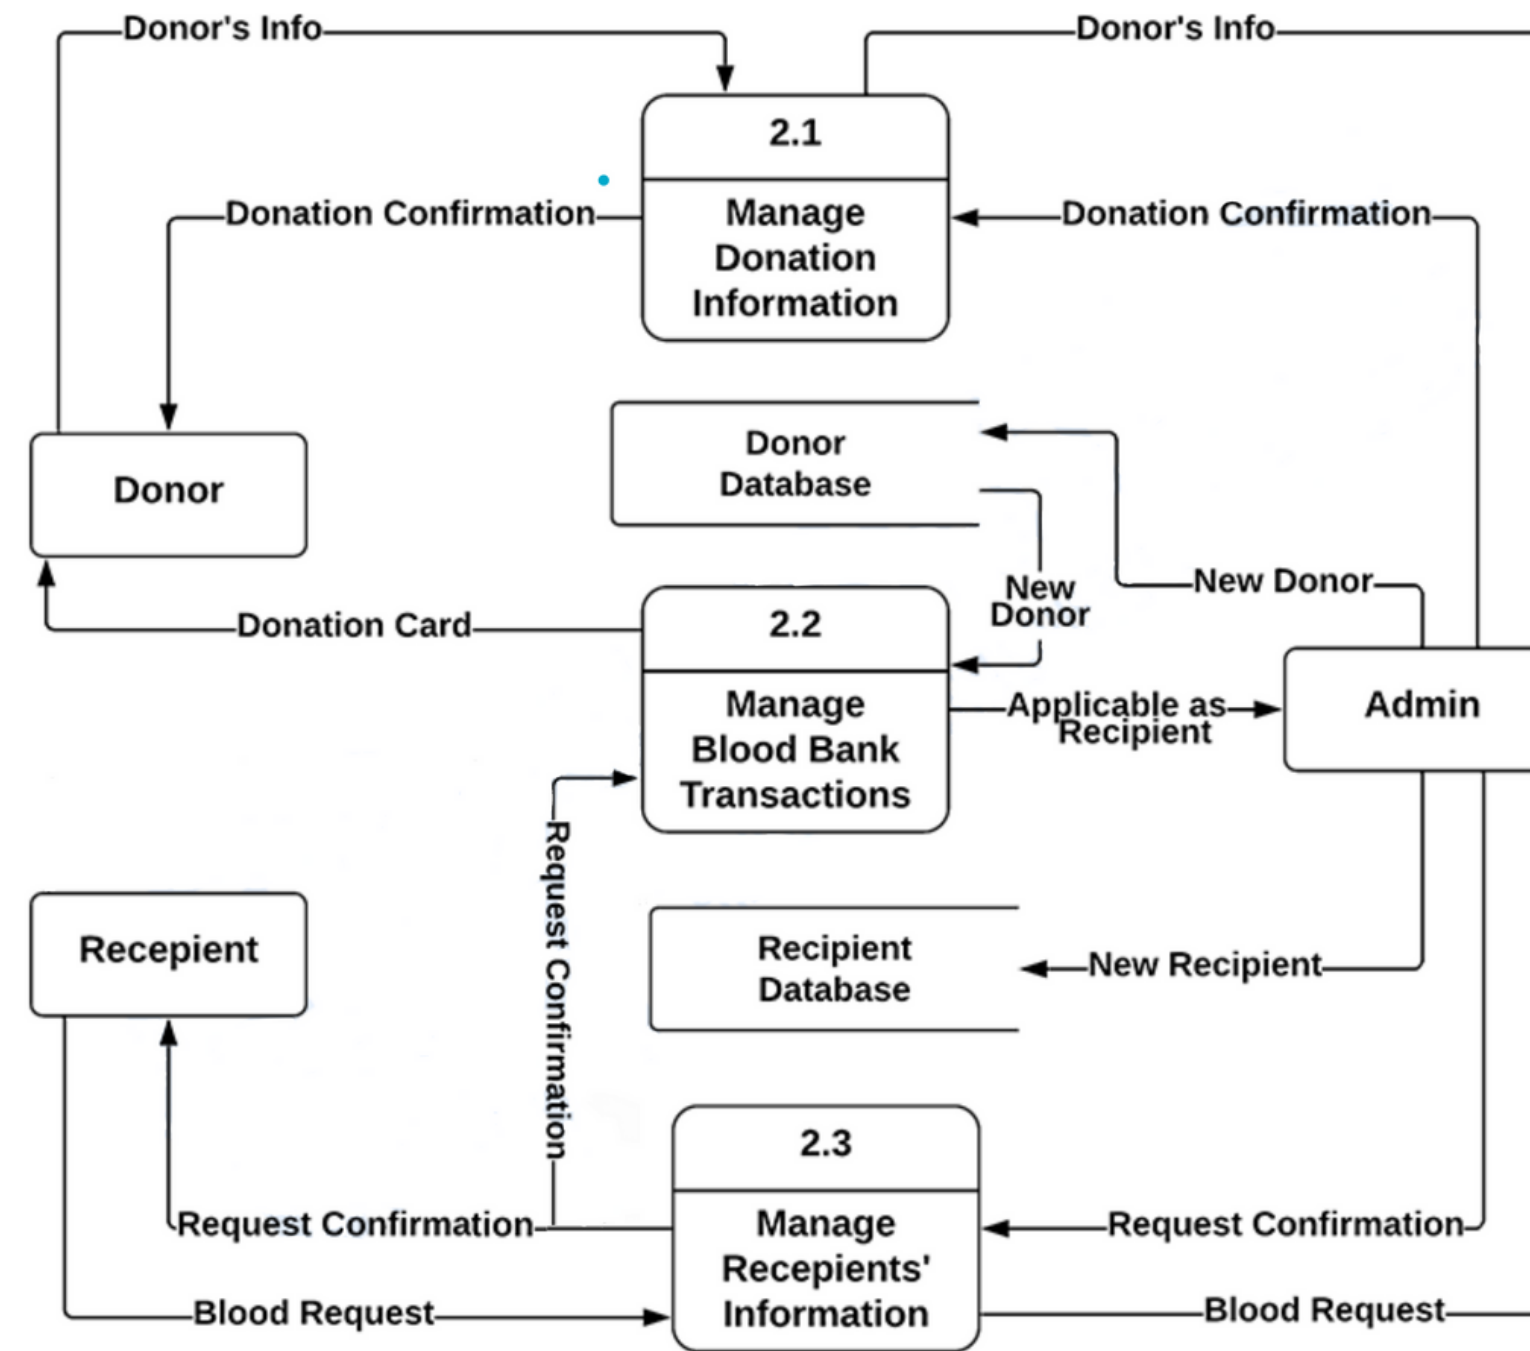 Donor's Info
Donor's Info
2.1
Manage
Donation
Information
Donation Confirmation
Donation Confirmation
Donor
Database
Donor
New
Donor
New Donor
Donation Card
2.2
Manage
Blood Bank
Transactions
Applicable as
Recipient
Admin
Request Confirmation
Recepient
Recipient
Database
New Recipient
2.3
Manage
Recepients'
Information
Request Confirmation
Request Confirmation
Blood Request
Blood Request